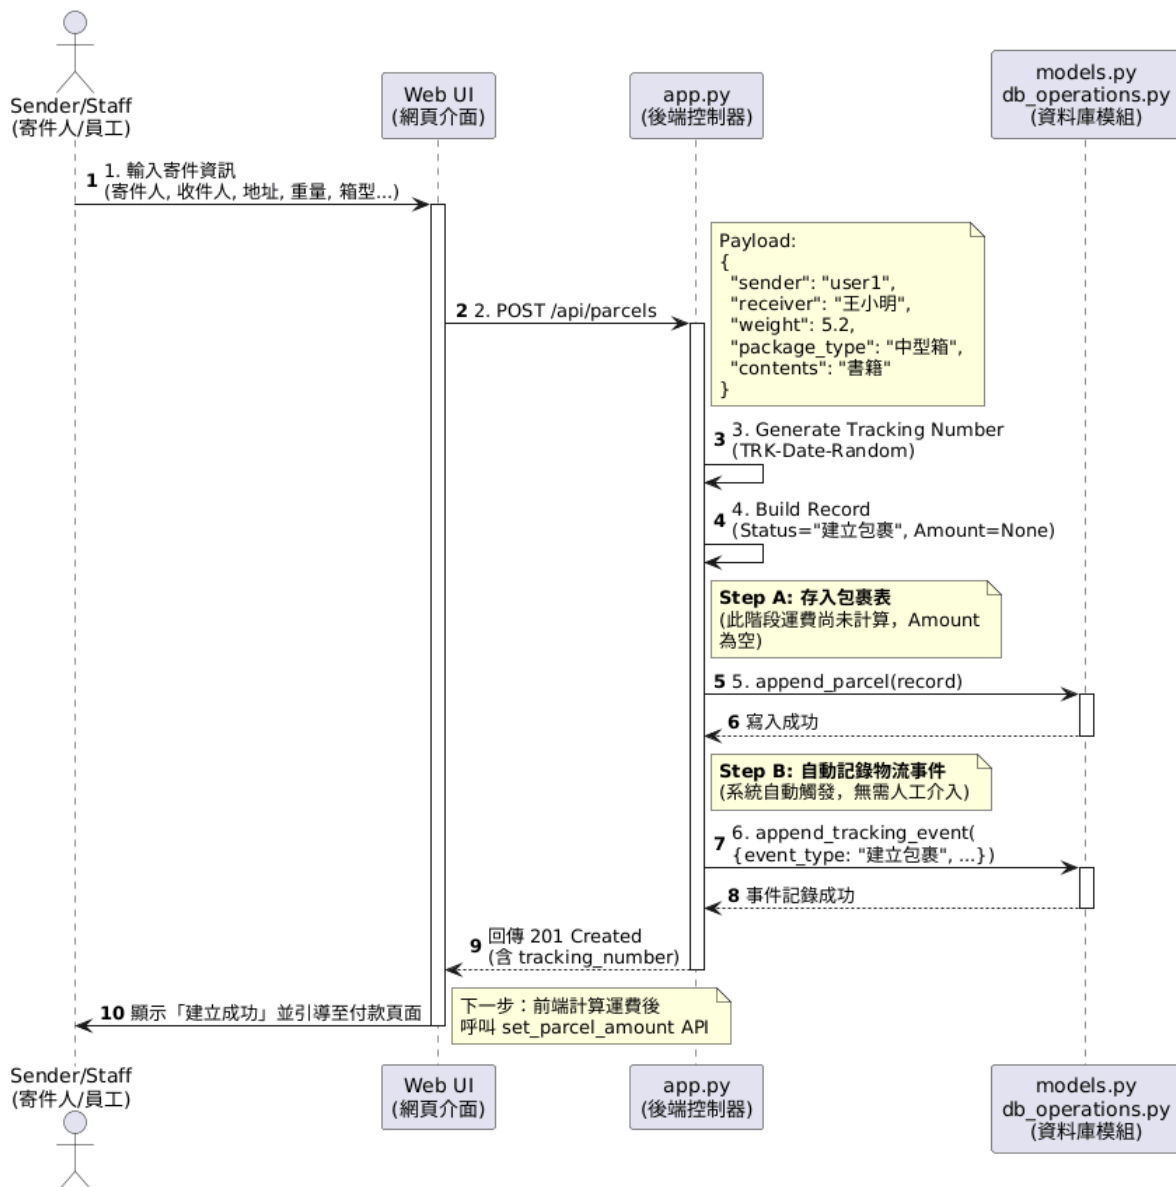 Sender/Staff
(寄件人/員工)
Web UI
(網頁介面)
app.py
(後端控制器)
models.py
db_operations.py
(資料庫模組)
1 1. 輸入寄件資訊
(寄件人, 收件人, 地址, 重量, 箱型...)
2 2. POST /api/parcels
Payload:
{
"sender": "user1",
"receiver": "王小明",
"weight": 5.2,
"package_type": "中型箱",
"contents": "書籍"
}
3 3. Generate Tracking Number
(TRK-Date-Random)
4 4. Build Record
(Status="建立包裹", Amount=None)
Step A: 存入包裹表
(此階段運費尚未計算，Amount
為空)
5 5. append_parcel(record)
6 寫入成功
Step B: 自動記錄物流事件
(系統自動觸發，無需人工介入)
7 6. append_tracking_event(
{event_type: "建立包裹", ...})
8 事件記錄成功
9 回傳 201 Created
(含 tracking_number)
10 顯示「建立成功」並引導至付款頁面
下一步：前端計算運費後
呼叫 set_parcel_amount API
Sender/Staff
(寄件人/員工)
Web UI
(網頁介面)
app.py
(後端控制器)
models.py
db_operations.py
(資料庫模組)